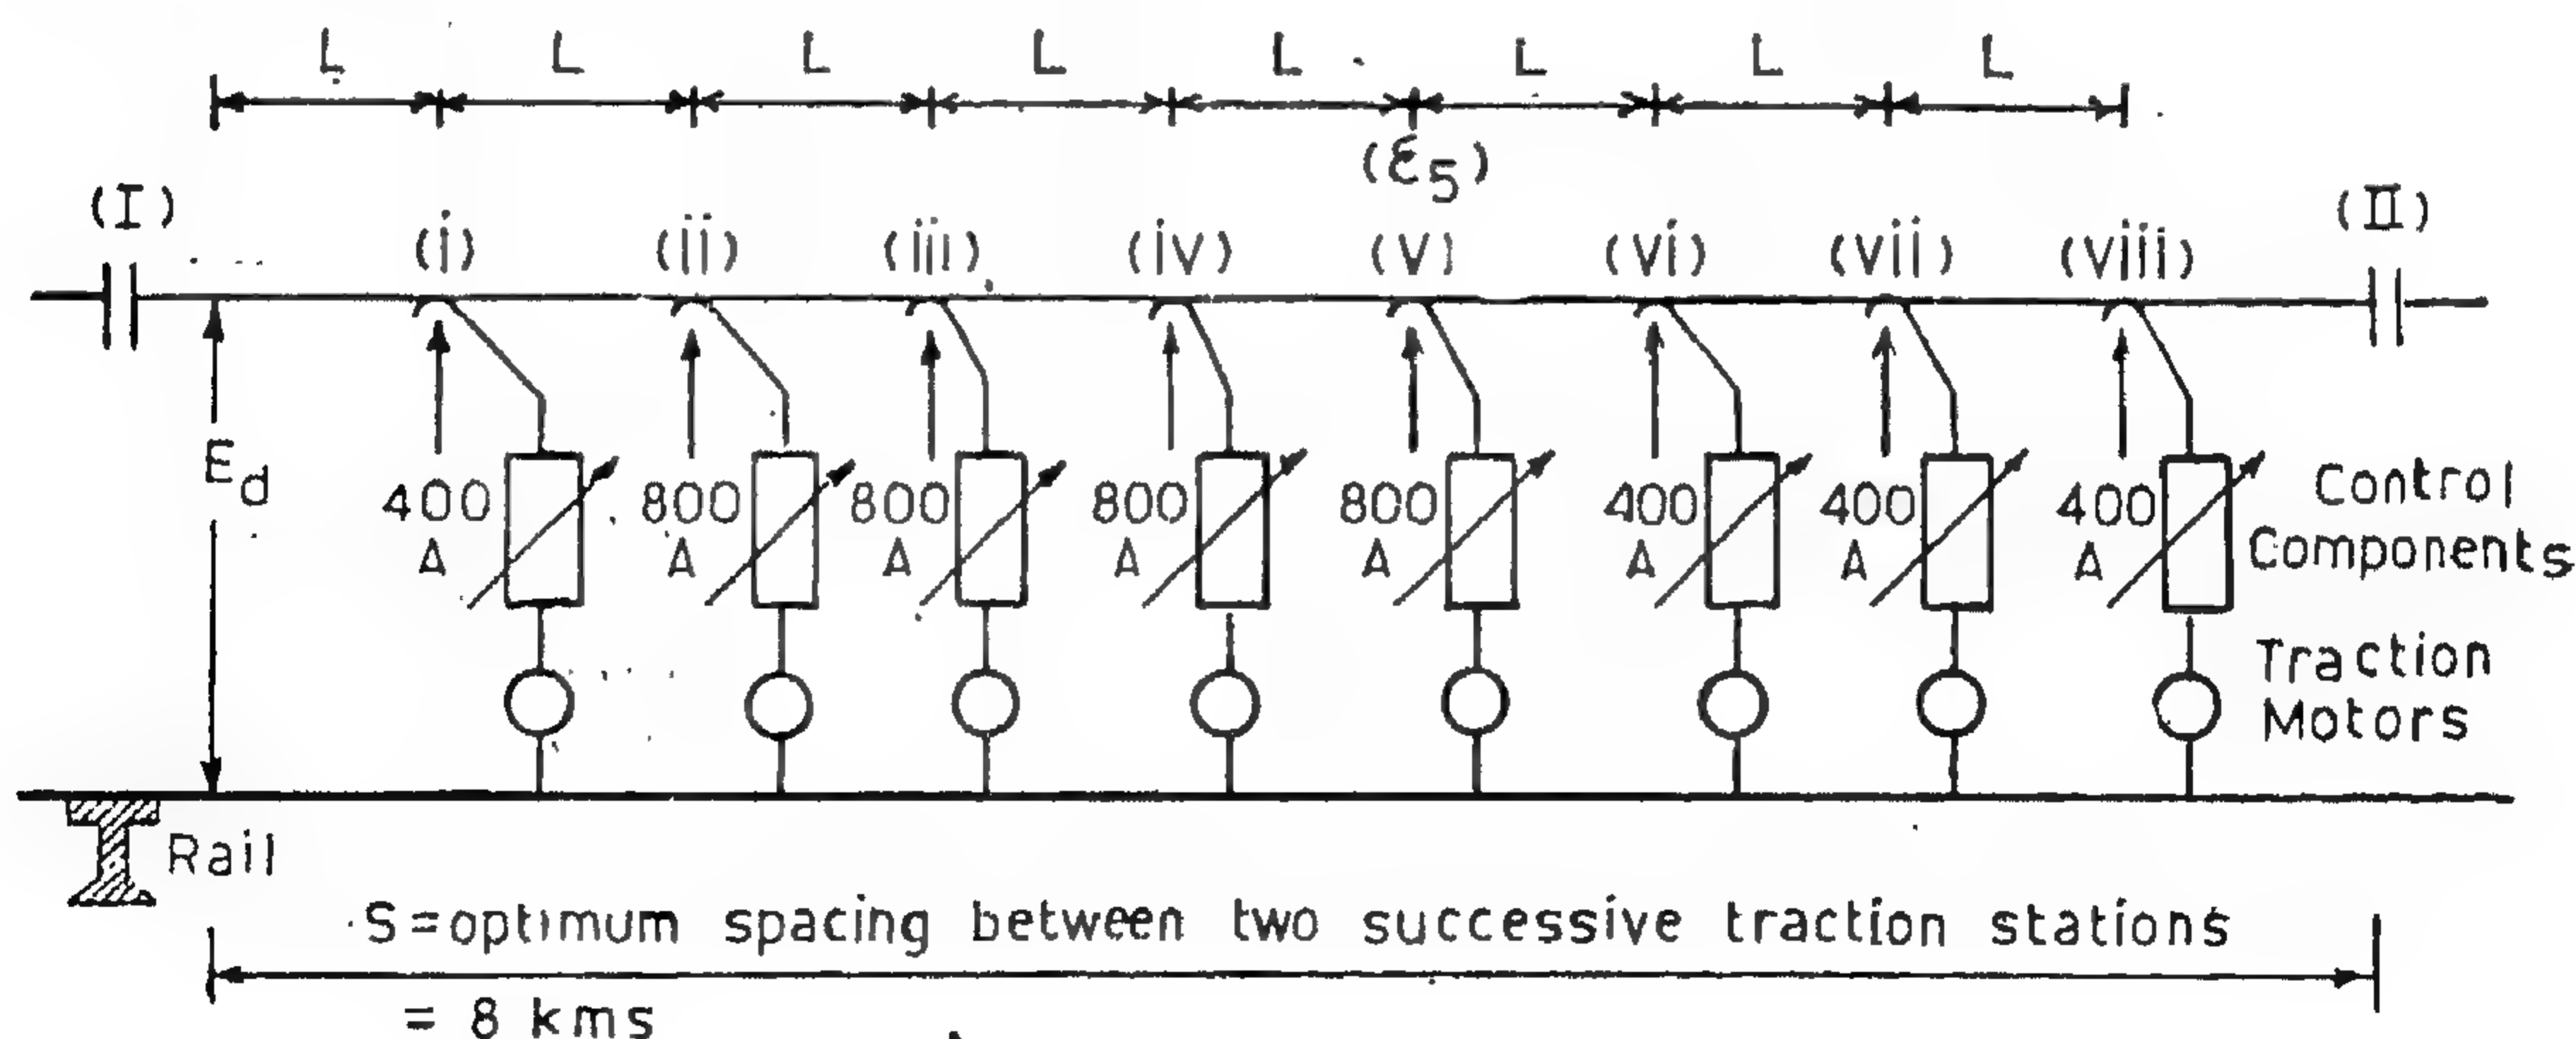 L L L L L L L L
(ε5)
(I) (i) (ii) (iii) (iv) (v) (vi) (vii) (viii) (II)
Ed
400 A
800 A
800 A
800 A
800 A
400 A
400 A
400 A
Control
Components
Traction
Motors
Rail
S=optimum spacing between two successive traction stations
= 8 kms